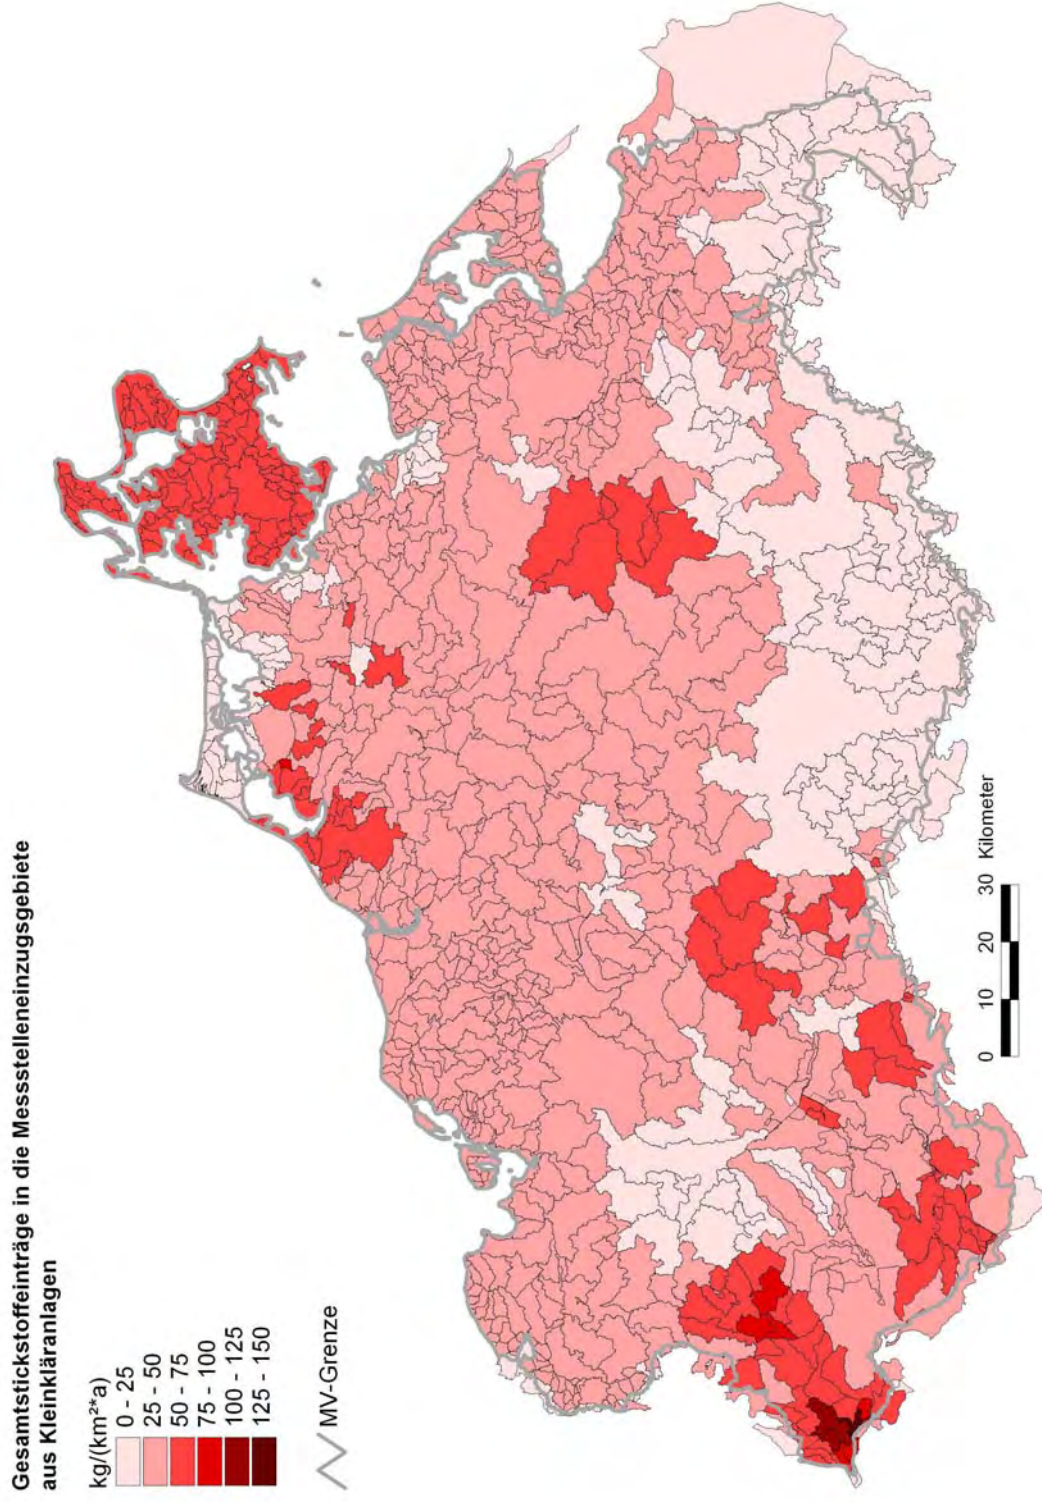 Gesamtstickstoffeinträge in die Messstelleneinzugsgebiete
aus Kleinkläranlagen
kg/(km²*a)
0 - 25
25 - 50
50 - 75
75 - 100
100 - 125
125 - 150
MV-Grenze
0 10 20 30 Kilometer